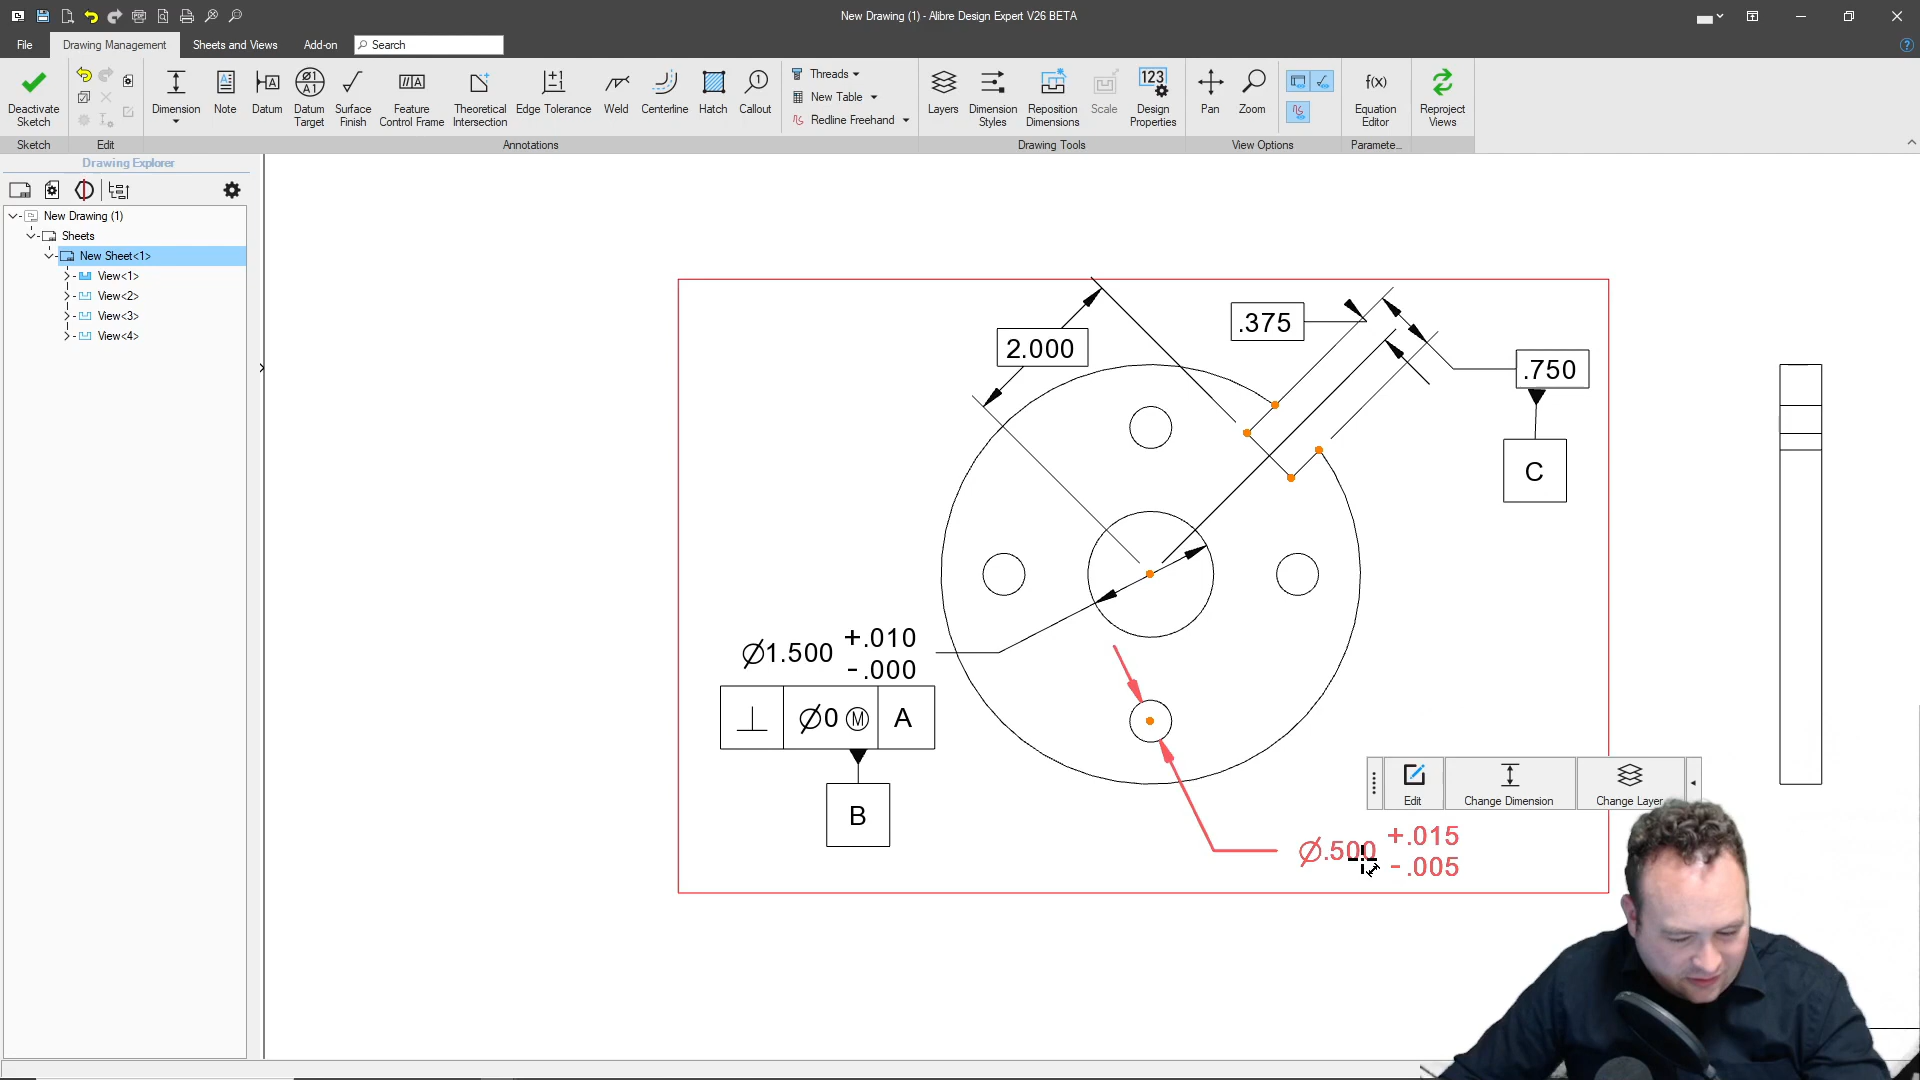 New Drawing (1) - Alibre Design Expert V26 BETA
File
Drawing Management
Sheets and Views
Add-on
Search
Deactivate Sketch
Dimension
Note
Datum
Datum Target
Surface Finish
Feature Control Frame
Theoretical Intersection
Edge Tolerance
Weld
Centerline
Hatch
Callout
Threads
New Table
Redline Freehand
Layers
Dimension Styles
Reposition Dimensions
Scale
Design Properties
Pan
Zoom
Equation Editor
Reproject Views
Sketch
Edit
Annotations
Drawing Tools
View Options
Paramete...
Drawing Explorer
New Drawing (1)
Sheets
New Sheet<1>
View<1>
View<2>
View<3>
View<4>
2.000
.375
.750
C
∅1.500 +.010 -.000
⊥ ∅0 Ⓜ A
B
Edit
Change Dimension
Change Layer
∅.500 +.015 -.005